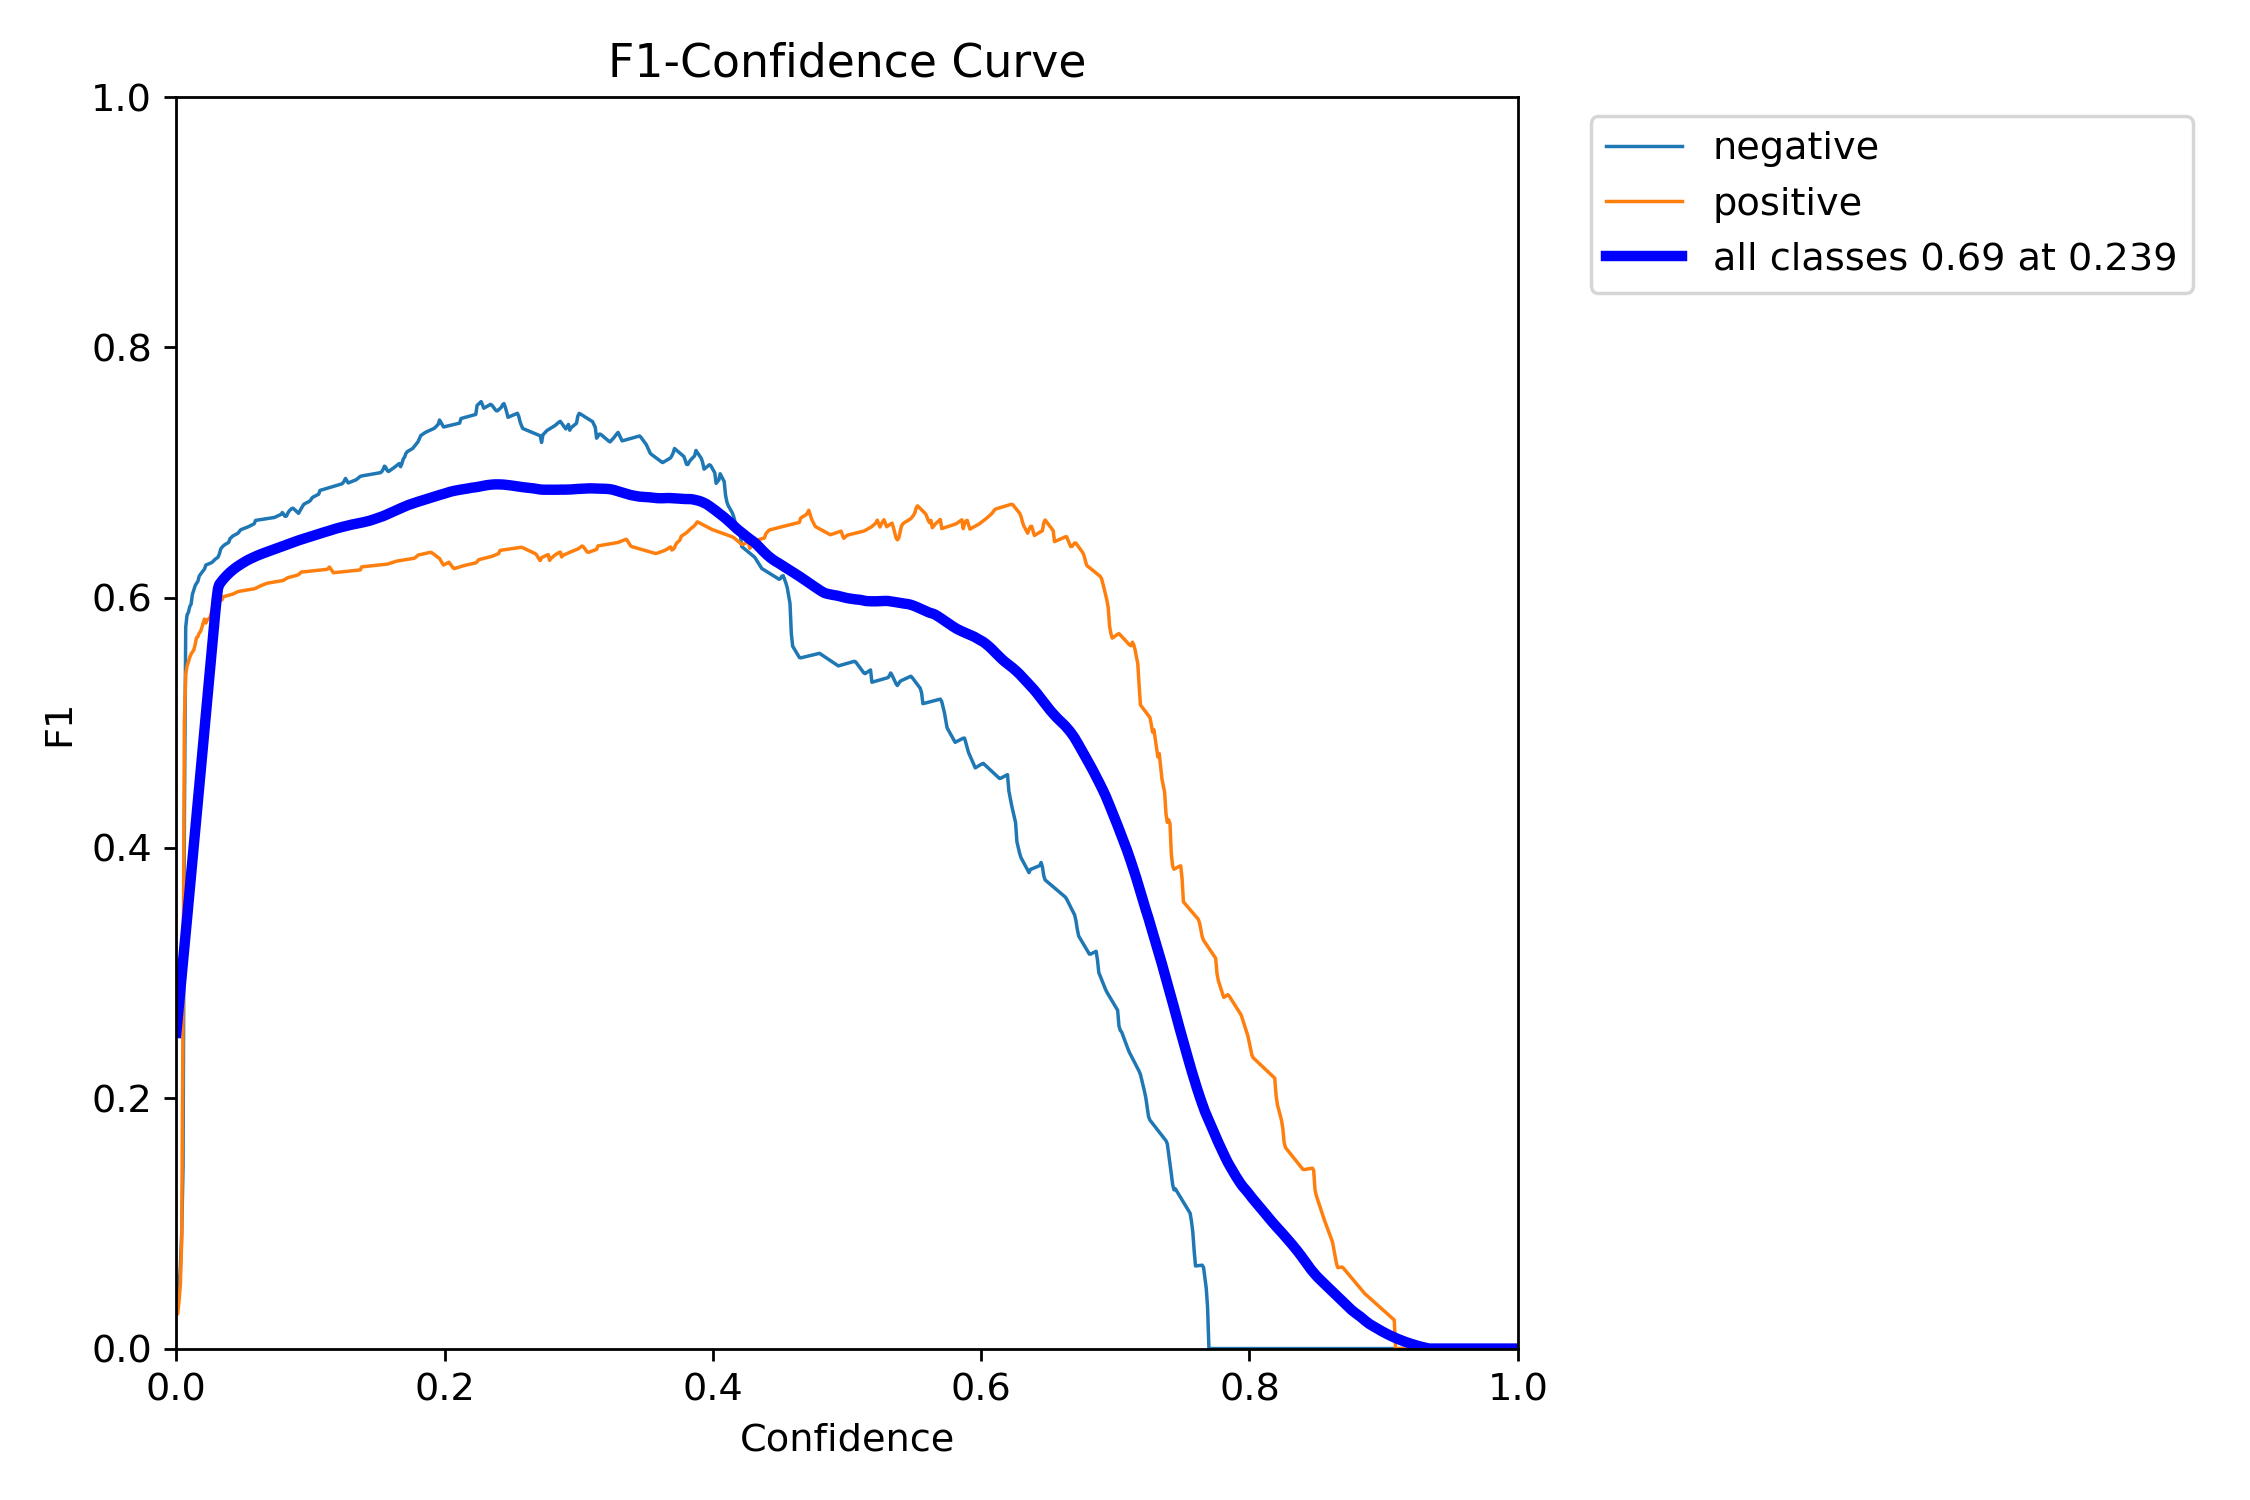 F1-Confidence Curve
negative
positive
all classes 0.69 at 0.239
1.0
0.8
0.6
0.4
0.2
0.0
F1
0.0 0.2 0.4 0.6 0.8 1.0
Confidence